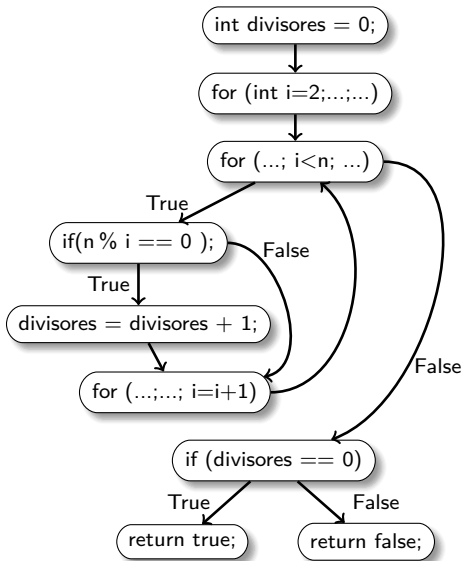 int divisores = 0;
for (int i=2;...;...)
for (...; i<n; ...)
True
if(n % i == 0 );
False
True
divisores = divisores + 1;
for (...;...; i=i+1)
False
if (divisores == 0)
True
False
return true;
return false;